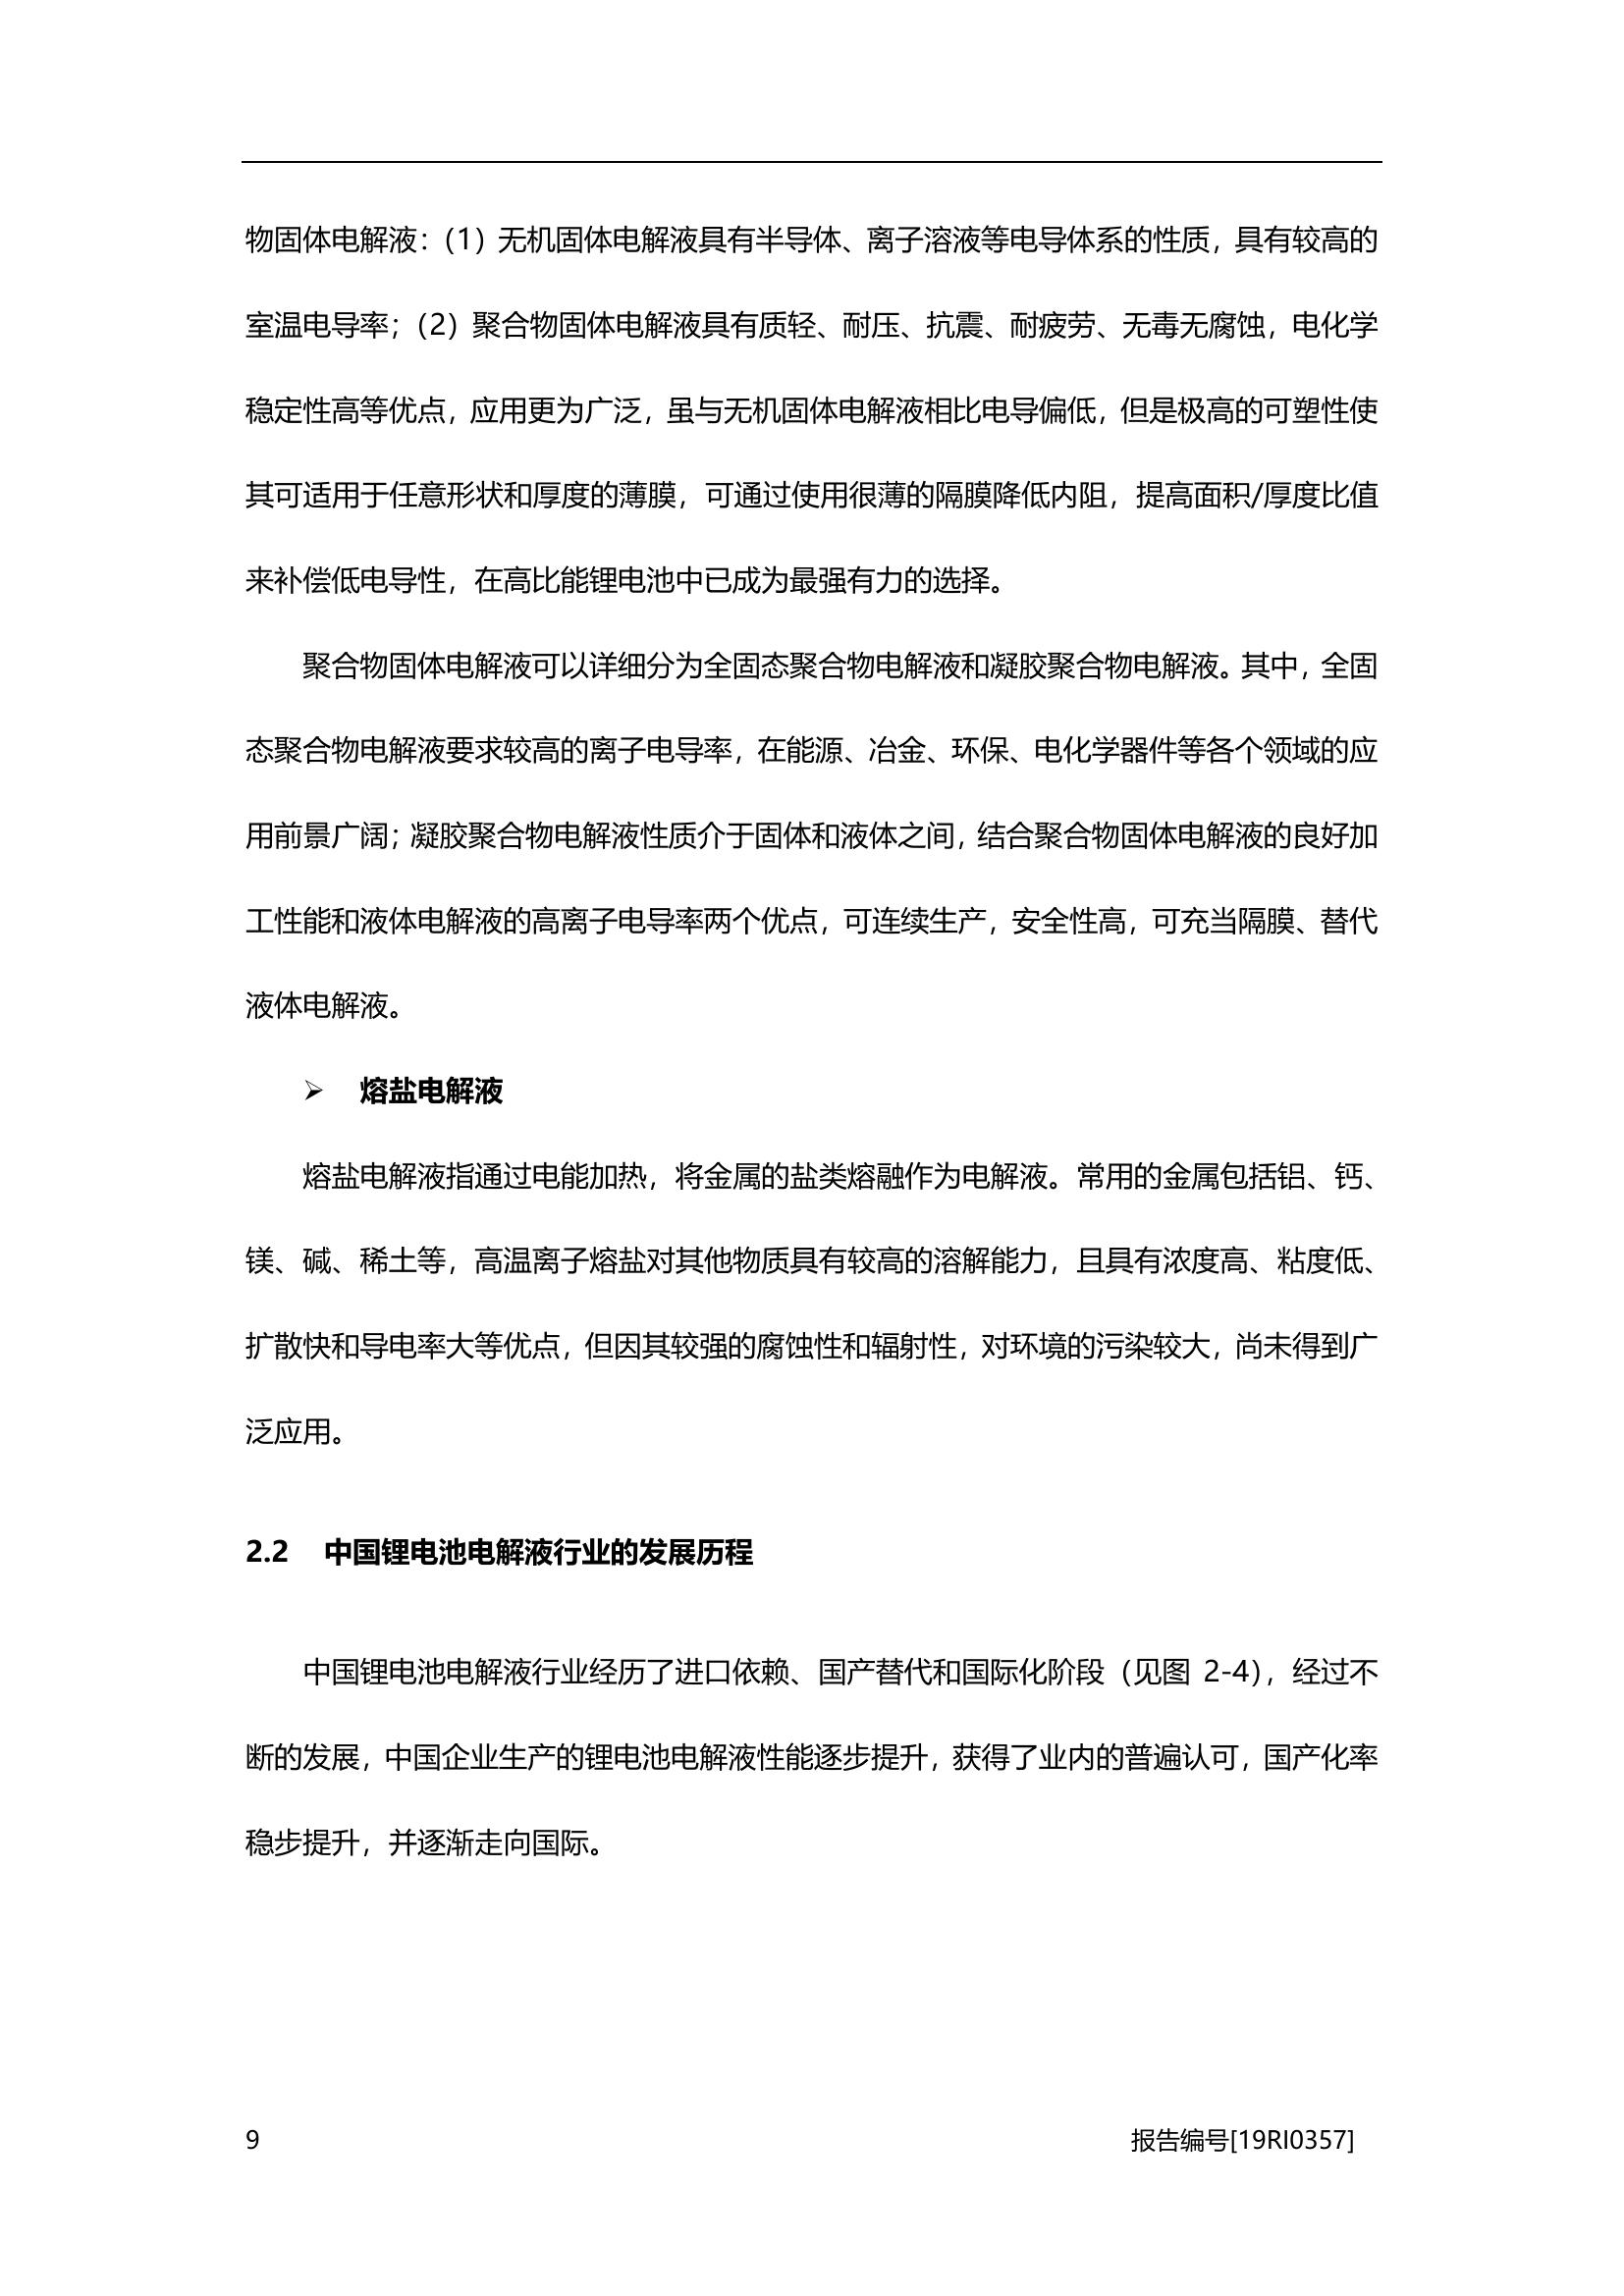 物固体电解液：（1）无机固体电解液具有半导体、离子溶液等电导体系的性质，具有较高的
室温电导率；（2）聚合物固体电解液具有质轻、耐压、抗震、耐疲劳、无毒无腐蚀，电化学
稳定性高等优点，应用更为广泛，虽与无机固体电解液相比电导偏低，但是极高的可塑性使
其可适用于任意形状和厚度的薄膜，可通过使用很薄的隔膜降低内阻，提高面积/厚度比值
来补偿低电导性，在高比能锂电池中已成为最强有力的选择。
聚合物固体电解液可以详细分为全固态聚合物电解液和凝胶聚合物电解液。其中，全固
态聚合物电解液要求较高的离子电导率，在能源、冶金、环保、电化学器件等各个领域的应
用前景广阔；凝胶聚合物电解液性质介于固体和液体之间，结合聚合物固体电解液的良好加
工性能和液体电解液的高离子电导率两个优点，可连续生产，安全性高，可充当隔膜、替代
液体电解液。
➢ 熔盐电解液
熔盐电解液指通过电能加热，将金属的盐类熔融作为电解液。常用的金属包括铝、钙、
镁、碱、稀土等，高温离子熔盐对其他物质具有较高的溶解能力，且具有浓度高、粘度低、
扩散快和导电率大等优点，但因其较强的腐蚀性和辐射性，对环境的污染较大，尚未得到广
泛应用。
2.2 中国锂电池电解液行业的发展历程
中国锂电池电解液行业经历了进口依赖、国产替代和国际化阶段（见图 2-4），经过不
断的发展，中国企业生产的锂电池电解液性能逐步提升，获得了业内的普遍认可，国产化率
稳步提升，并逐渐走向国际。
9 报告编号[19RI0357]